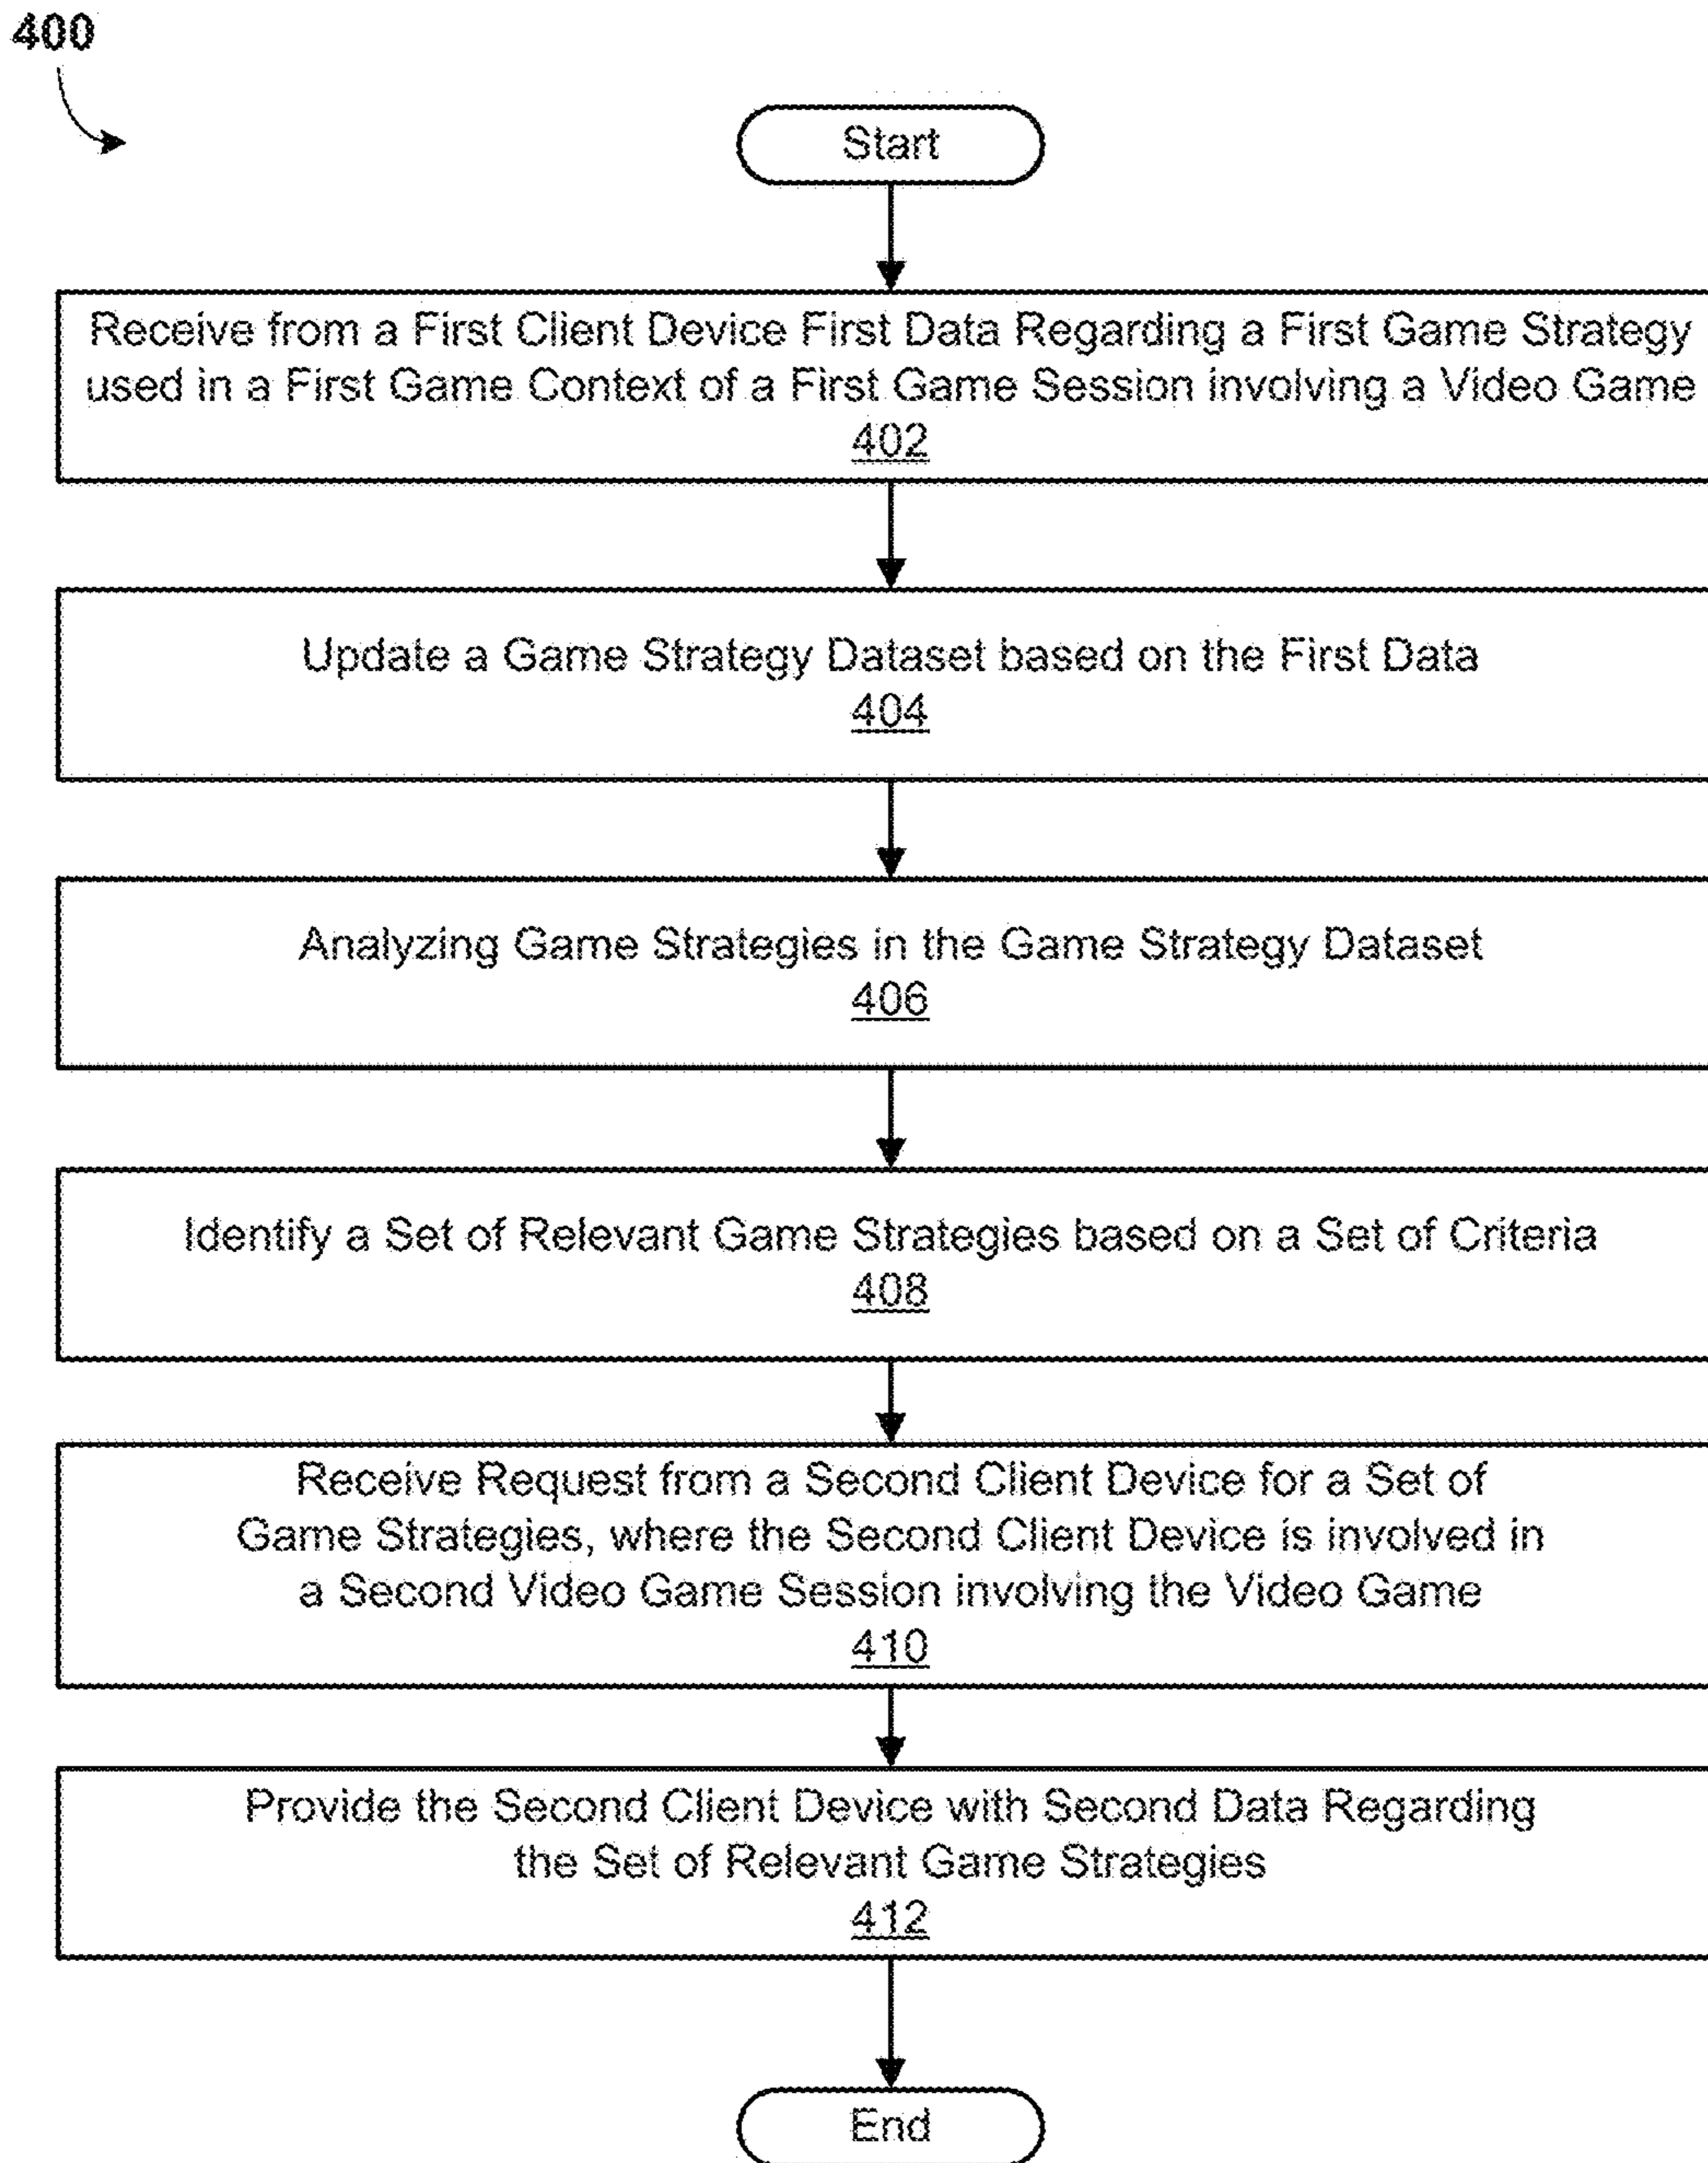 400
Start
Receive from a First Client Device First Data Regarding a First Game Strategy
used in a First Game Context of a First Game Session involving a Video Game
402
Update a Game Strategy Dataset based on the First Data
404
Analyzing Game Strategies in the Game Strategy Dataset
406
Identify a Set of Relevant Game Strategies based on a Set of Criteria
408
Receive Request from a Second Client Device for a Set of
Game Strategies, where the Second Client Device is involved in
a Second Video Game Session involving the Video Game
410
Provide the Second Client Device with Second Data Regarding
the Set of Relevant Game Strategies
412
End